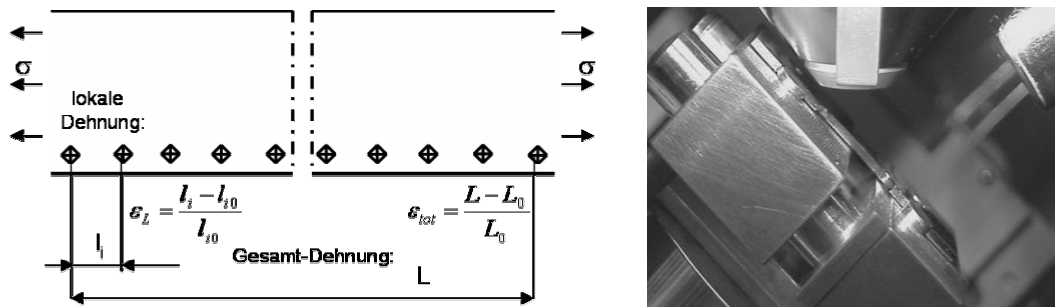 σ
σ
lokale
Dehnung:
ε_L = (l_i − l_i0) / l_i0
ε_tot = (L − L_0) / L_0
l_i
Gesamt-Dehnung:
L